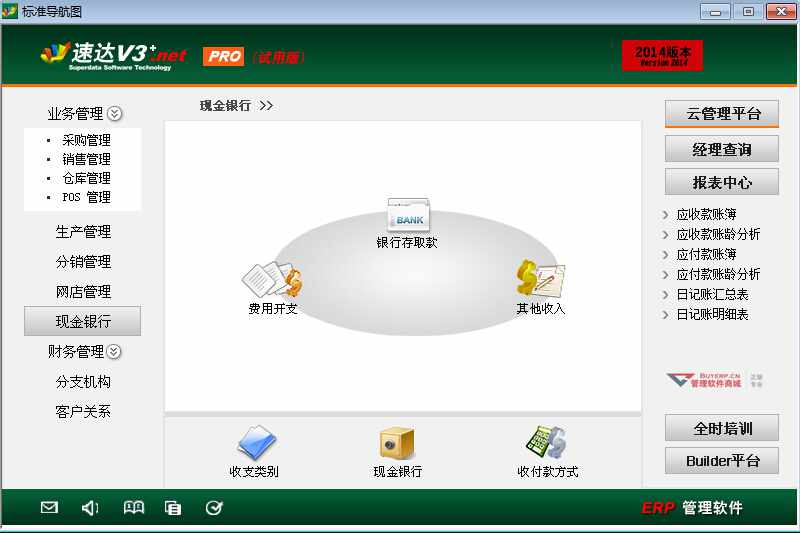 标准导航图
速达V3+.net
Superdata Software Technology
PRO
(试用版)
2014版本
Version 2014
业务管理
采购管理
销售管理
仓库管理
POS 管理
生产管理
分销管理
网店管理
现金银行
财务管理
分支机构
客户关系
现金银行 >>
BANK
银行存取款
费用开支
其他收入
收支类别
现金银行
收付款方式
云管理平台
经理查询
报表中心
应收款账簿
应收款账龄分析
应付款账簿
应付款账龄分析
日记账汇总表
日记账明细表
BUYERP.CN
管理软件商城
正版
专业
全时培训
Builder平台
ERP 管理软件